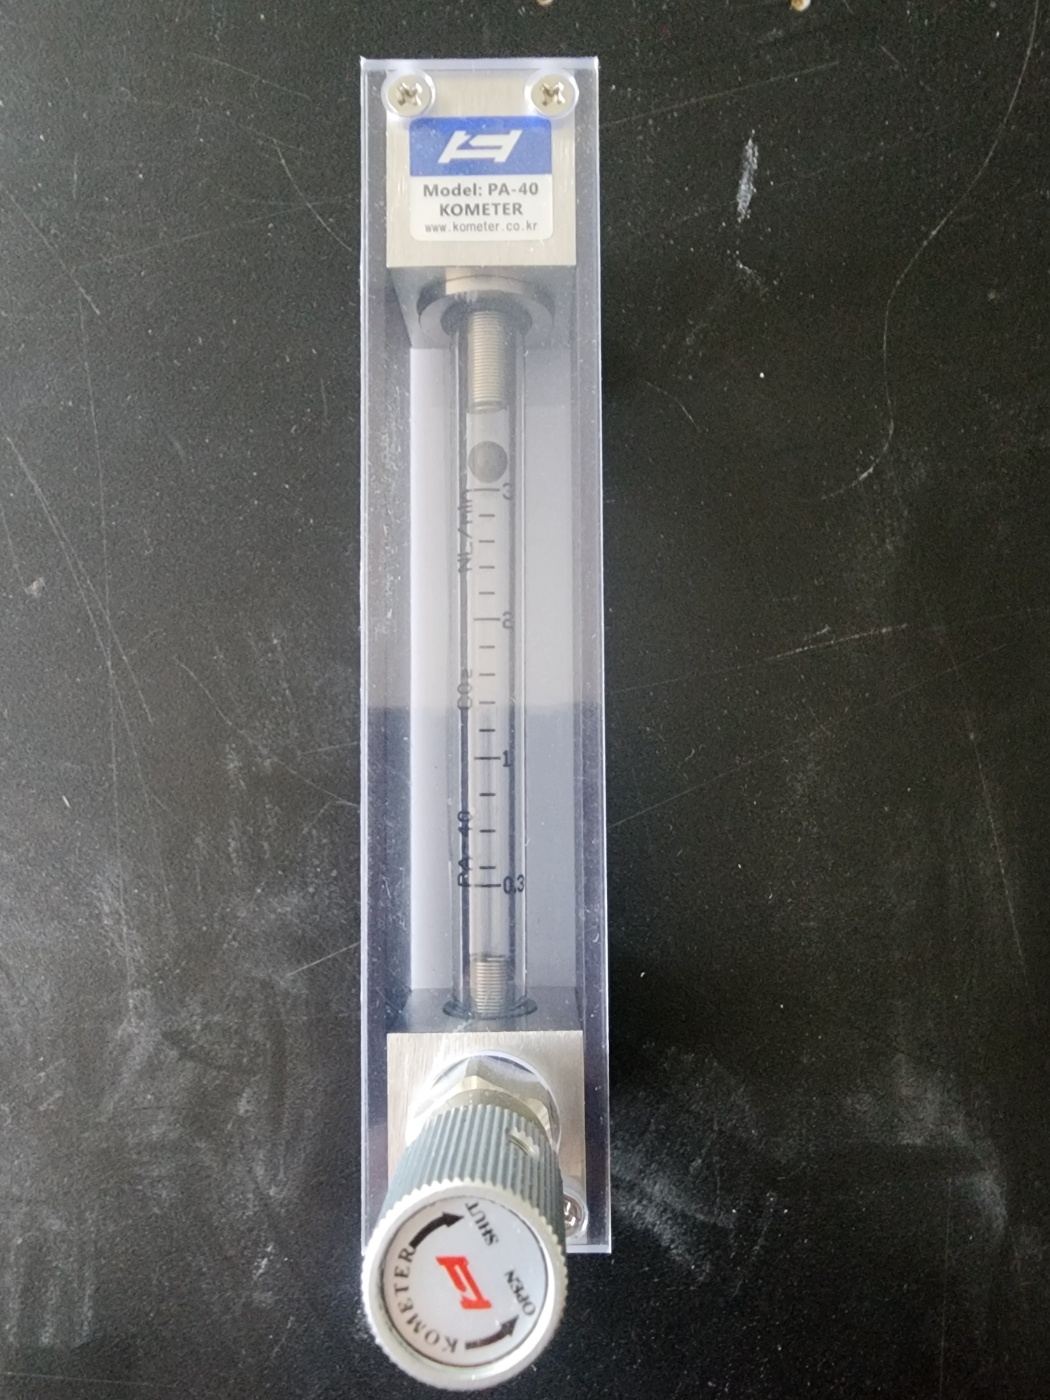 Model: PA-40
KOMETER
www.kometer.co.kr
NL/min
3
2
CO₂
1
PA-40
0.3
KOMETER
SHUT
OPEN